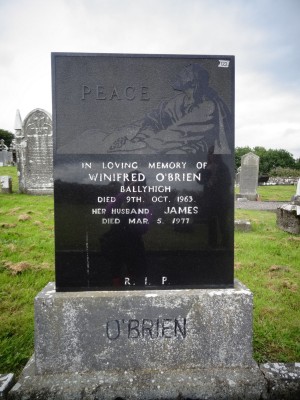 PEACE
IN LOVING MEMORY OF
WINIFRED O'BRIEN
BALLYHIGH
DIED 9TH. OCT. 1963
HER HUSBAND, JAMES
DIED MAR. 5. 1977
R. I. P.
O'BRIEN